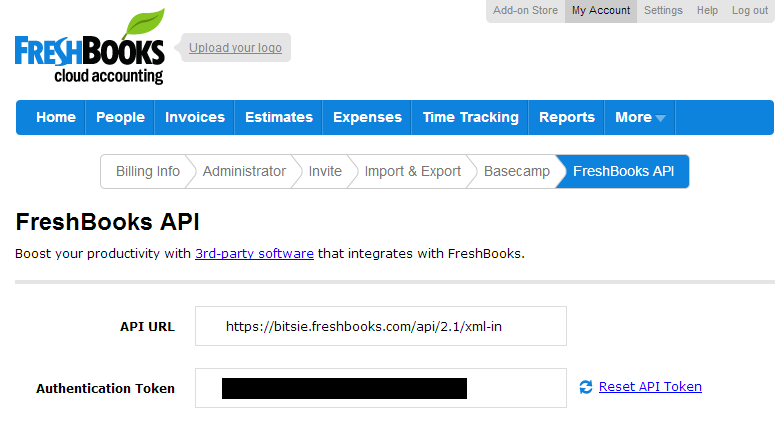 Add-on Store My Account Settings Help Log out
FRESHBOOKS
cloud accounting
Upload your logo
Home People Invoices Estimates Expenses Time Tracking Reports More
Billing Info Administrator Invite Import & Export Basecamp FreshBooks API
FreshBooks API
Boost your productivity with 3rd-party software that integrates with FreshBooks.
API URL https://bitsie.freshbooks.com/api/2.1/xml-in
Authentication Token Reset API Token